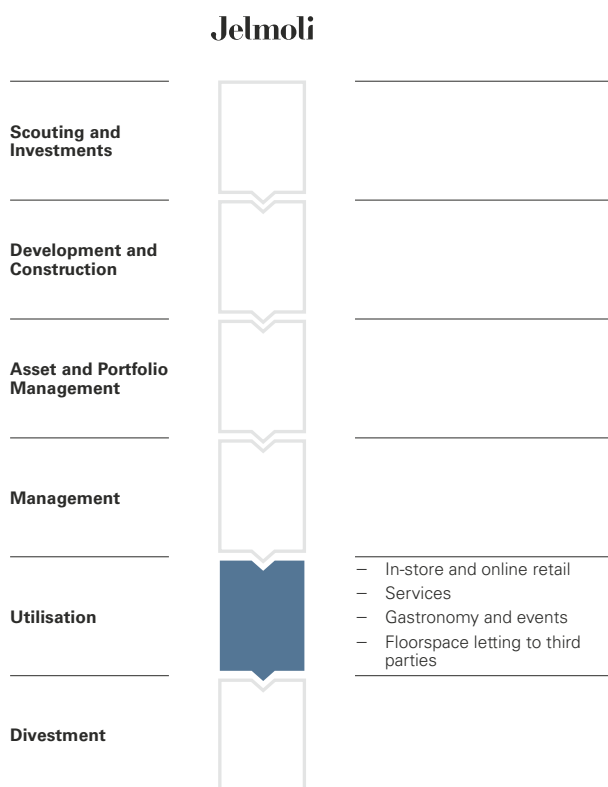 Jelmoli
Scouting and
Investments
Development and
Construction
Asset and Portfolio
Management
Management
Utilisation
– In-store and online retail
– Services
– Gastronomy and events
– Floorspace letting to third
parties
Divestment